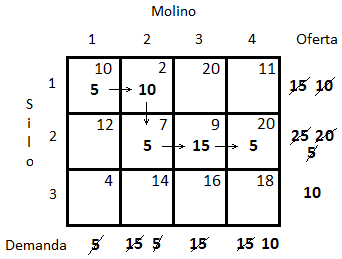 Molino
1 2 3 4 Oferta
10 2 20 11
1 5 10 15 10
Silo
12 7 9 20
2 5 15 5 25 20
5
4 14 16 18
3 10
Demanda 5 15 5 15 15 10